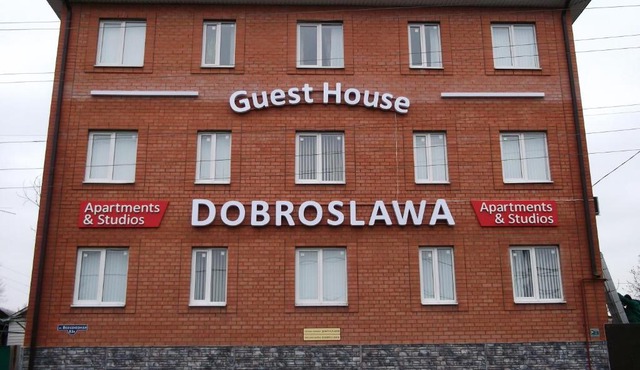 Guest House
Apartments
& Studios
DOBROSLAWA
Apartments
& Studios